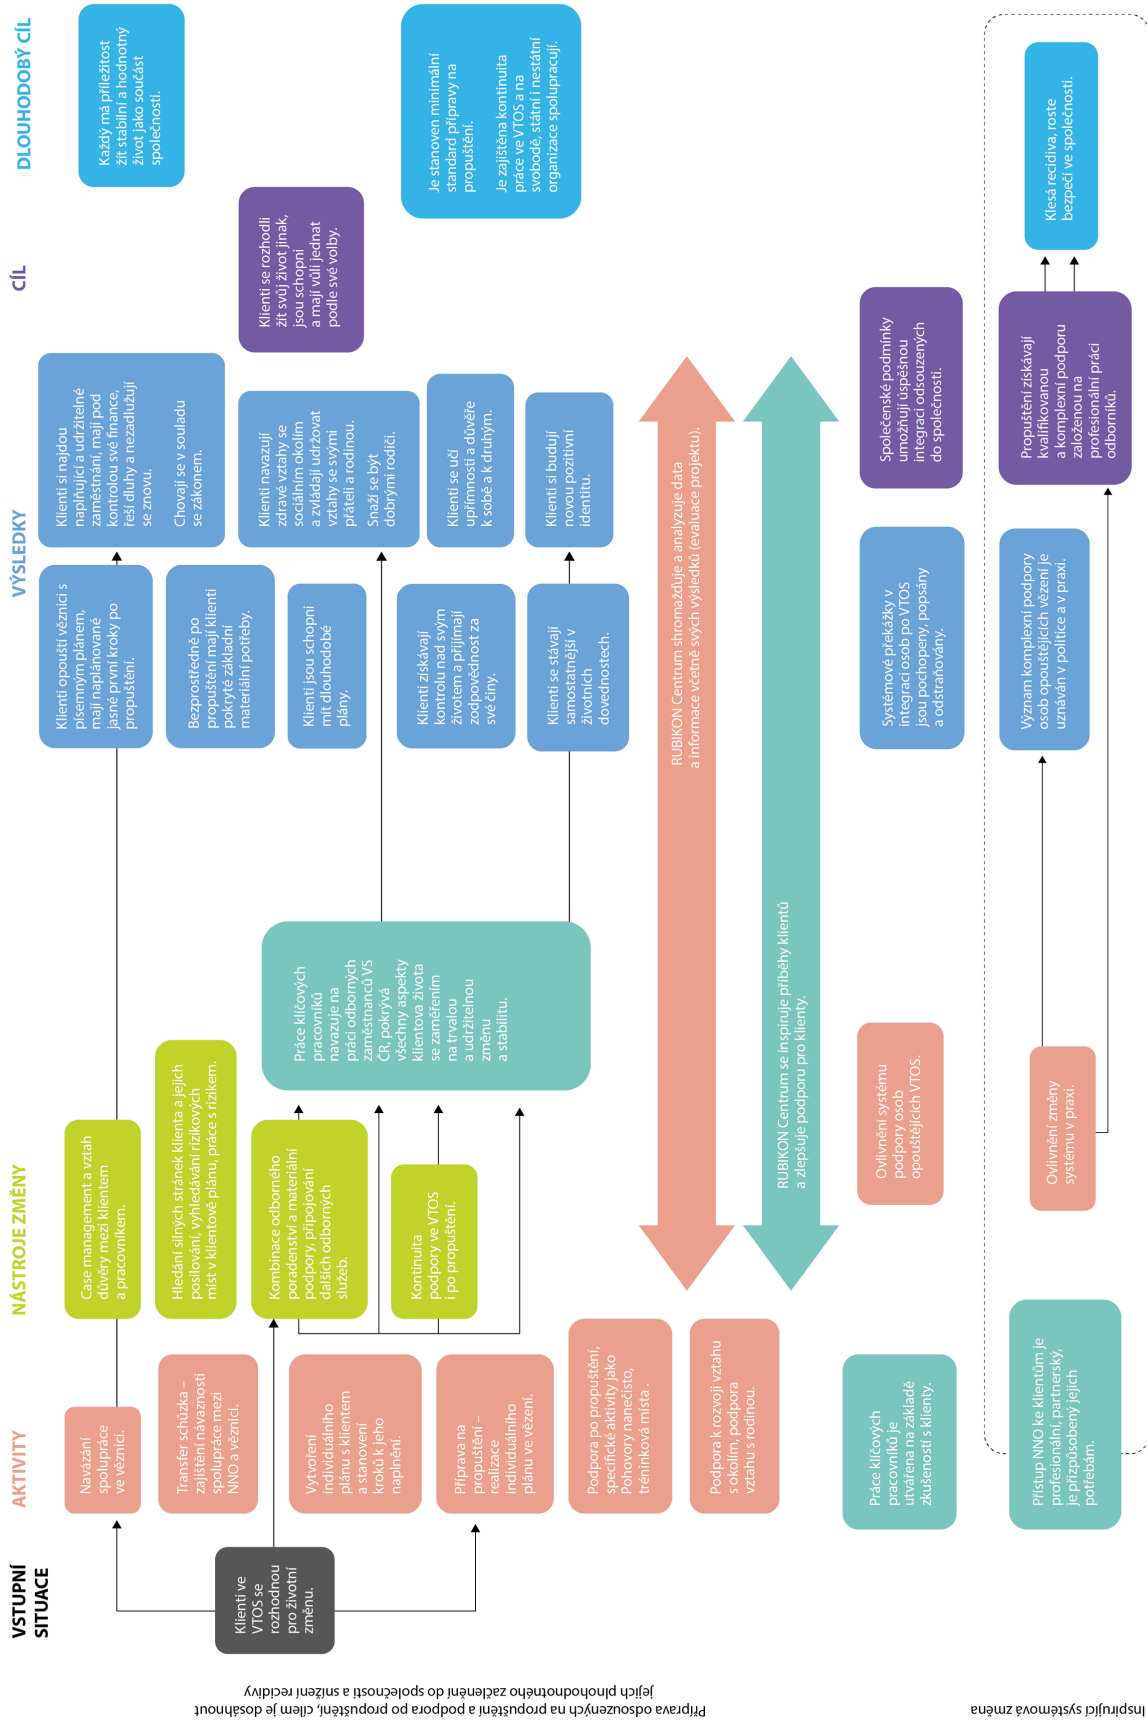 VSTUPNÍ
SITUACE
AKTIVITY
NÁSTROJE ZMĚNY
VÝSLEDKY
CÍL
DLOUHODOBÝ CÍL
Příprava odsouzených na propuštění a podpora po propuštění, cílem je dosáhnout
jejich plnohodnotného začlenění do společnosti a snížení recidivy
Klienti ve
VTOS se
rozhodnou
pro životní
změnu.
Navázání
spolupráce
ve věznici.
Transfer schůzka –
zajištění návaznosti
spolupráce mezi
NNO a věznicí.
Vytvoření
individuálního
plánu s klientem
a stanovení
kroků k jeho
naplnění.
Příprava na
propuštění –
realizace
individuálního
plánu ve vězení.
Podpora po propuštění,
specifické aktivity jako
Pohovory nanečisto,
tréninková místa .
Podpora k rozvoji vztahu
s okolím, podpora
vztahu s rodinou.
Práce klíčových
pracovníků je
utvářena na základě
zkušeností s klienty.
Case management a vztah
důvěry mezi klientem
a pracovníkem.
Hledání silných stránek klienta a jejich
posilování, vyhledávání rizikových
míst v klientově plánu, práce s rizikem.
Kombinace odborného
poradenství a materiální
podpory, připojování
dalších odborných
služeb.
Kontinuita
podpory ve VTOS
i po propuštění.
Práce klíčových
pracovníků
navazuje na
práci odborných
zaměstnanců VS
ČR, pokrývá
všechny aspekty
klientova života
se zaměřením
na trvalou
a udržitelnou
změnu
a stabilitu.
Ovlivnění systému
podpory osob
opouštějících VTOS.
Klienti opouští věznici s
písemným plánem,
mají naplánované
jasné první kroky po
propuštění.
Bezprostředně po
propuštění mají klienti
pokryté základní
materiální potřeby.
Klienti jsou schopni
mít dlouhodobé
plány.
Klienti získávají
kontrolu nad svým
životem a přijímají
zodpovědnost za
své činy.
Klienti se stávají
samostatnější v
životních
dovednostech.
Klienti si najdou
naplňující a udržitelné
zaměstnání, mají pod
kontrolou své finance,
řeší dluhy a nezadlužují
se znovu.
Chovají se v souladu
se zákonem.
Klienti navazují
zdravé vztahy se
sociálním okolím
a zvládají udržovat
vztahy se svými
přáteli a rodinou.
Snaží se být
dobrými rodiči.
Klienti se učí
upřímnosti a důvěře
k sobě a k druhým.
Klienti si budují
novou pozitivní
identitu.
RUBIKON Centrum shromažďuje a analyzuje data
a informace včetně svých výsledků (evaluace projektu).
RUBIKON Centrum se inspiruje příběhy klientů
a zlepšuje podporu pro klienty.
Systémové překážky v
integraci osob po VTOS
jsou pochopeny, popsány
a odstraňovány.
Klienti se rozhodli
žít svůj život jinak,
jsou schopni
a mají vůli jednat
podle své volby.
Společenské podmínky
umožňují úspěšnou
integraci odsouzených
do společnosti.
Každý má příležitost
žít stabilní a hodnotný
život jako součást
společnosti.
Je stanoven minimální
standard přípravy na
propuštění.
Je zajištěna kontinuita
práce ve VTOS a na
svobodě, státní i nestátní
organizace spolupracují.
Inspirující systémová změna
Přístup NNO ke klientům je
profesionální, partnerský,
je přizpůsobený jejich
potřebám.
Ovlivnění změny
systému v praxi.
Význam komplexní podpory
osob opouštějících vězení je
uznáván v politice a v praxi.
Propuštění získávají
kvalifikovanou
a komplexní podporu
založenou na
profesionální práci
odborníků.
Klesá recidiva, roste
bezpečí ve společnosti.